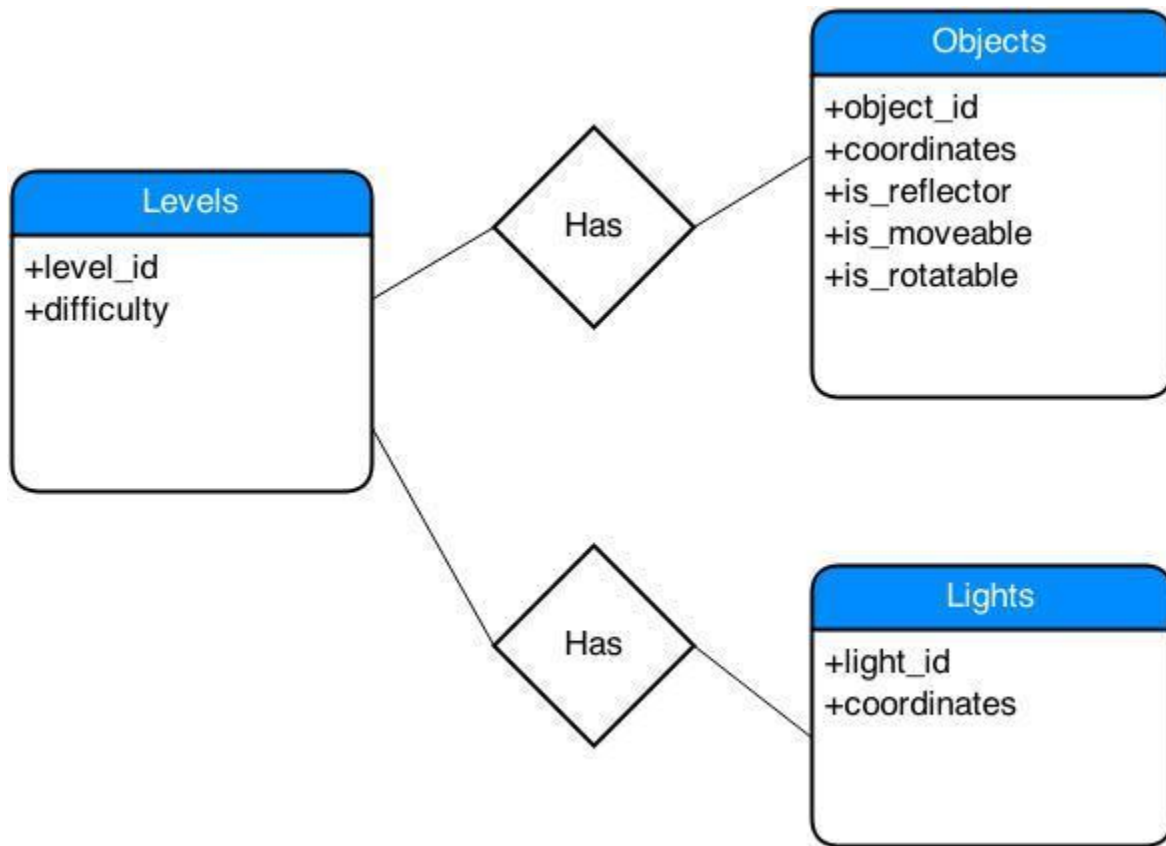 Levels
+level_id
+difficulty
Has
Objects
+object_id
+coordinates
+is_reflector
+is_moveable
+is_rotatable
Has
Lights
+light_id
+coordinates